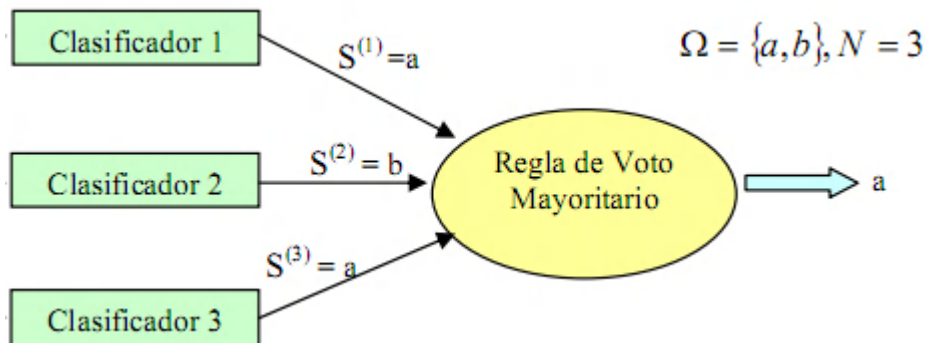 Clasificador 1
S(1) =a
Ω = {a, b}, N = 3
Clasificador 2
S(2) = b
Regla de Voto
Mayoritario
a
S(3) = a
Clasificador 3